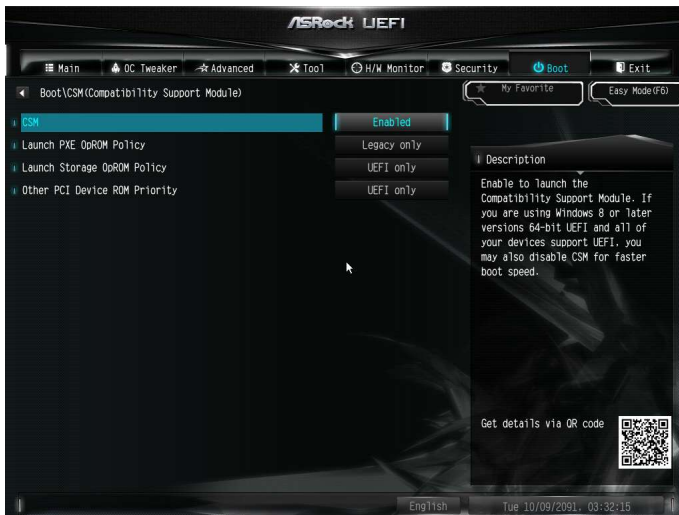 ASRock UEFI
Main
OC Tweaker
Advanced
Tool
H/W Monitor
Security
Boot
Exit
Boot\CSM(Compatibility Support Module)
My Favorite
Easy Mode(F6)
CSM
Enabled
Launch PXE OpROM Policy
Legacy only
Launch Storage OpROM Policy
UEFI only
Other PCI Device ROM Priority
UEFI only
Description
Enable to launch the
Compatibility Support Module. If
you are using Windows 8 or later
versions 64-bit UEFI and all of
your devices support UEFI, you
may also disable CSM for faster
boot speed.
Get details via QR code
English
Tue 10/09/2091, 03:32:15